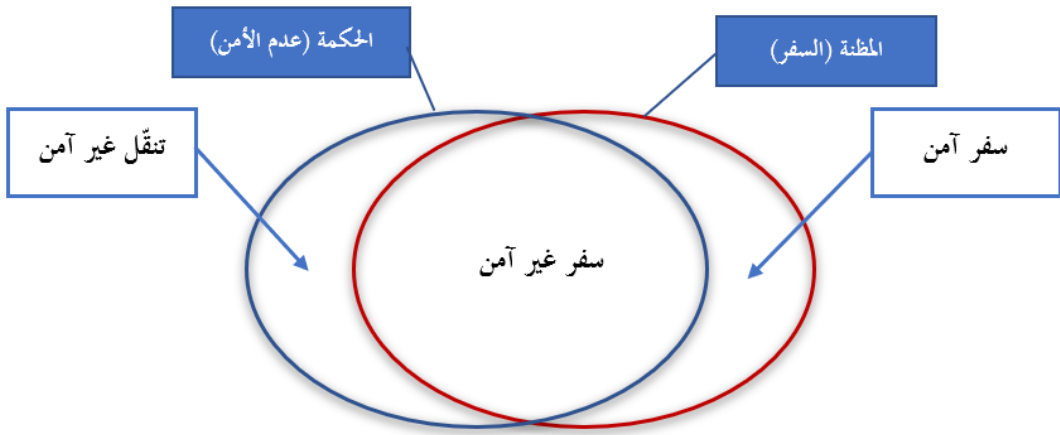 المظنة (السفر)
الحكمة (عدم الأمن)
سفر آمن
سفر غير آمن
تنقّل غير آمن